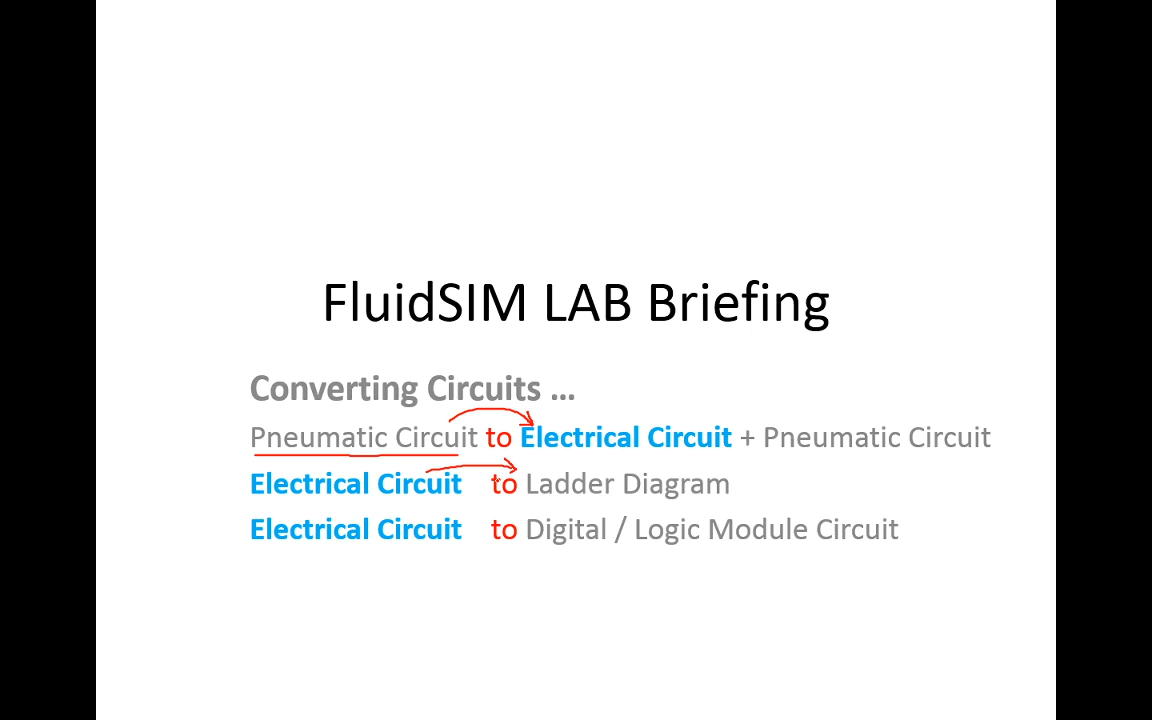 FluidSIM LAB Briefing
Converting Circuits ...
Pneumatic Circuit to Electrical Circuit + Pneumatic Circuit
Electrical Circuit to Ladder Diagram
Electrical Circuit to Digital / Logic Module Circuit